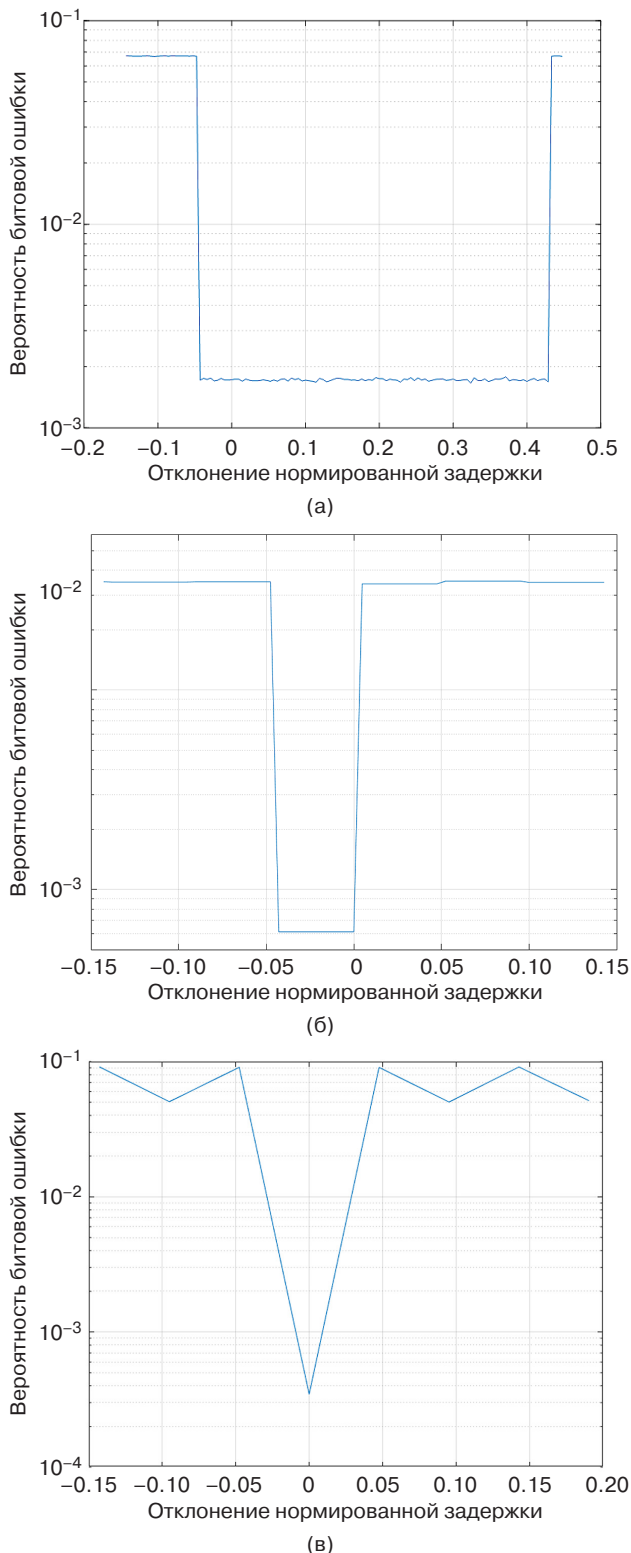 10−1
10−2
10−3
−0.2 −0.1 0 0.1 0.2 0.3 0.4 0.5
Вероятность битовой ошибки
Отклонение нормированной задержки
(а)
10−2
10−3
−0.15 −0.10 −0.05 0 0.05 0.10 0.15
Вероятность битовой ошибки
Отклонение нормированной задержки
(б)
10−1
10−2
10−3
10−4
−0.15 −0.10 −0.05 0 0.05 0.10 0.15 0.20
Вероятность битовой ошибки
Отклонение нормированной задержки
(в)